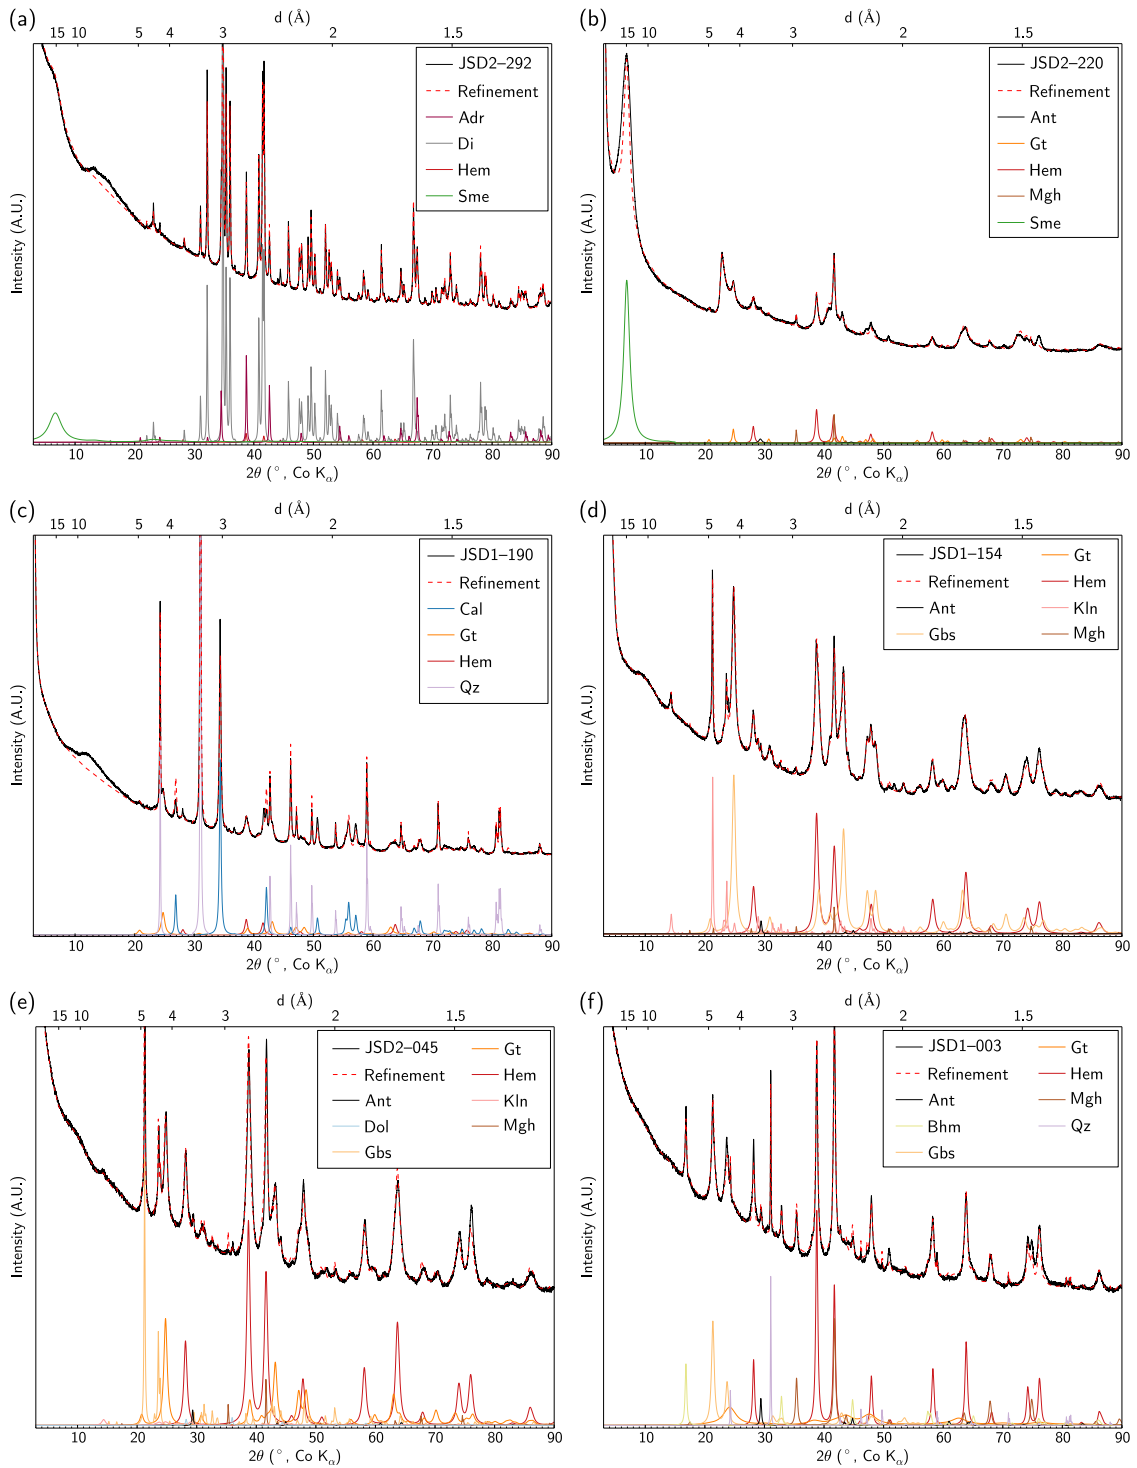 (a)
d (Å)
15 10 5 4 3 2 1.5
JSD2–292
Refinement
Adr
Di
Hem
Sme
Intensity (A.U.)
10 20 30 40 50 60 70 80 90
2θ (°, Co Kα)
(b)
d (Å)
15 10 5 4 3 2 1.5
JSD2–220
Refinement
Ant
Gt
Hem
Mgh
Sme
Intensity (A.U.)
10 20 30 40 50 60 70 80 90
2θ (°, Co Kα)
(c)
d (Å)
15 10 5 4 3 2 1.5
JSD1–190
Refinement
Cal
Gt
Hem
Qz
Intensity (A.U.)
10 20 30 40 50 60 70 80 90
2θ (°, Co Kα)
(d)
d (Å)
15 10 5 4 3 2 1.5
JSD1–154
Refinement
Ant
Gbs
Gt
Hem
Kln
Mgh
Intensity (A.U.)
10 20 30 40 50 60 70 80 90
2θ (°, Co Kα)
(e)
d (Å)
15 10 5 4 3 2 1.5
JSD2–045
Refinement
Ant
Dol
Gbs
Gt
Hem
Kln
Mgh
Intensity (A.U.)
10 20 30 40 50 60 70 80 90
2θ (°, Co Kα)
(f)
d (Å)
15 10 5 4 3 2 1.5
JSD1–003
Refinement
Ant
Bhm
Gbs
Gt
Hem
Mgh
Qz
Intensity (A.U.)
10 20 30 40 50 60 70 80 90
2θ (°, Co Kα)